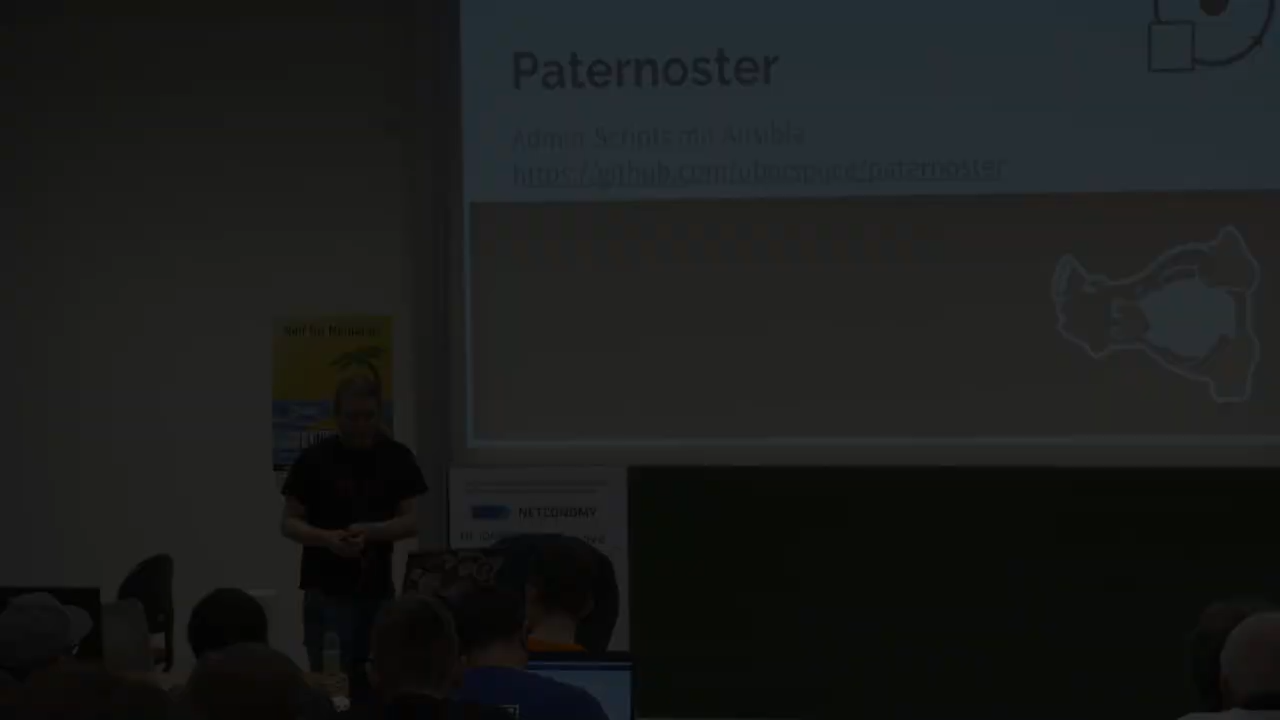 Paternoster
Admin Scripts mit Ansible
https://github.com/uberspace/paternoster
NETCONOMY